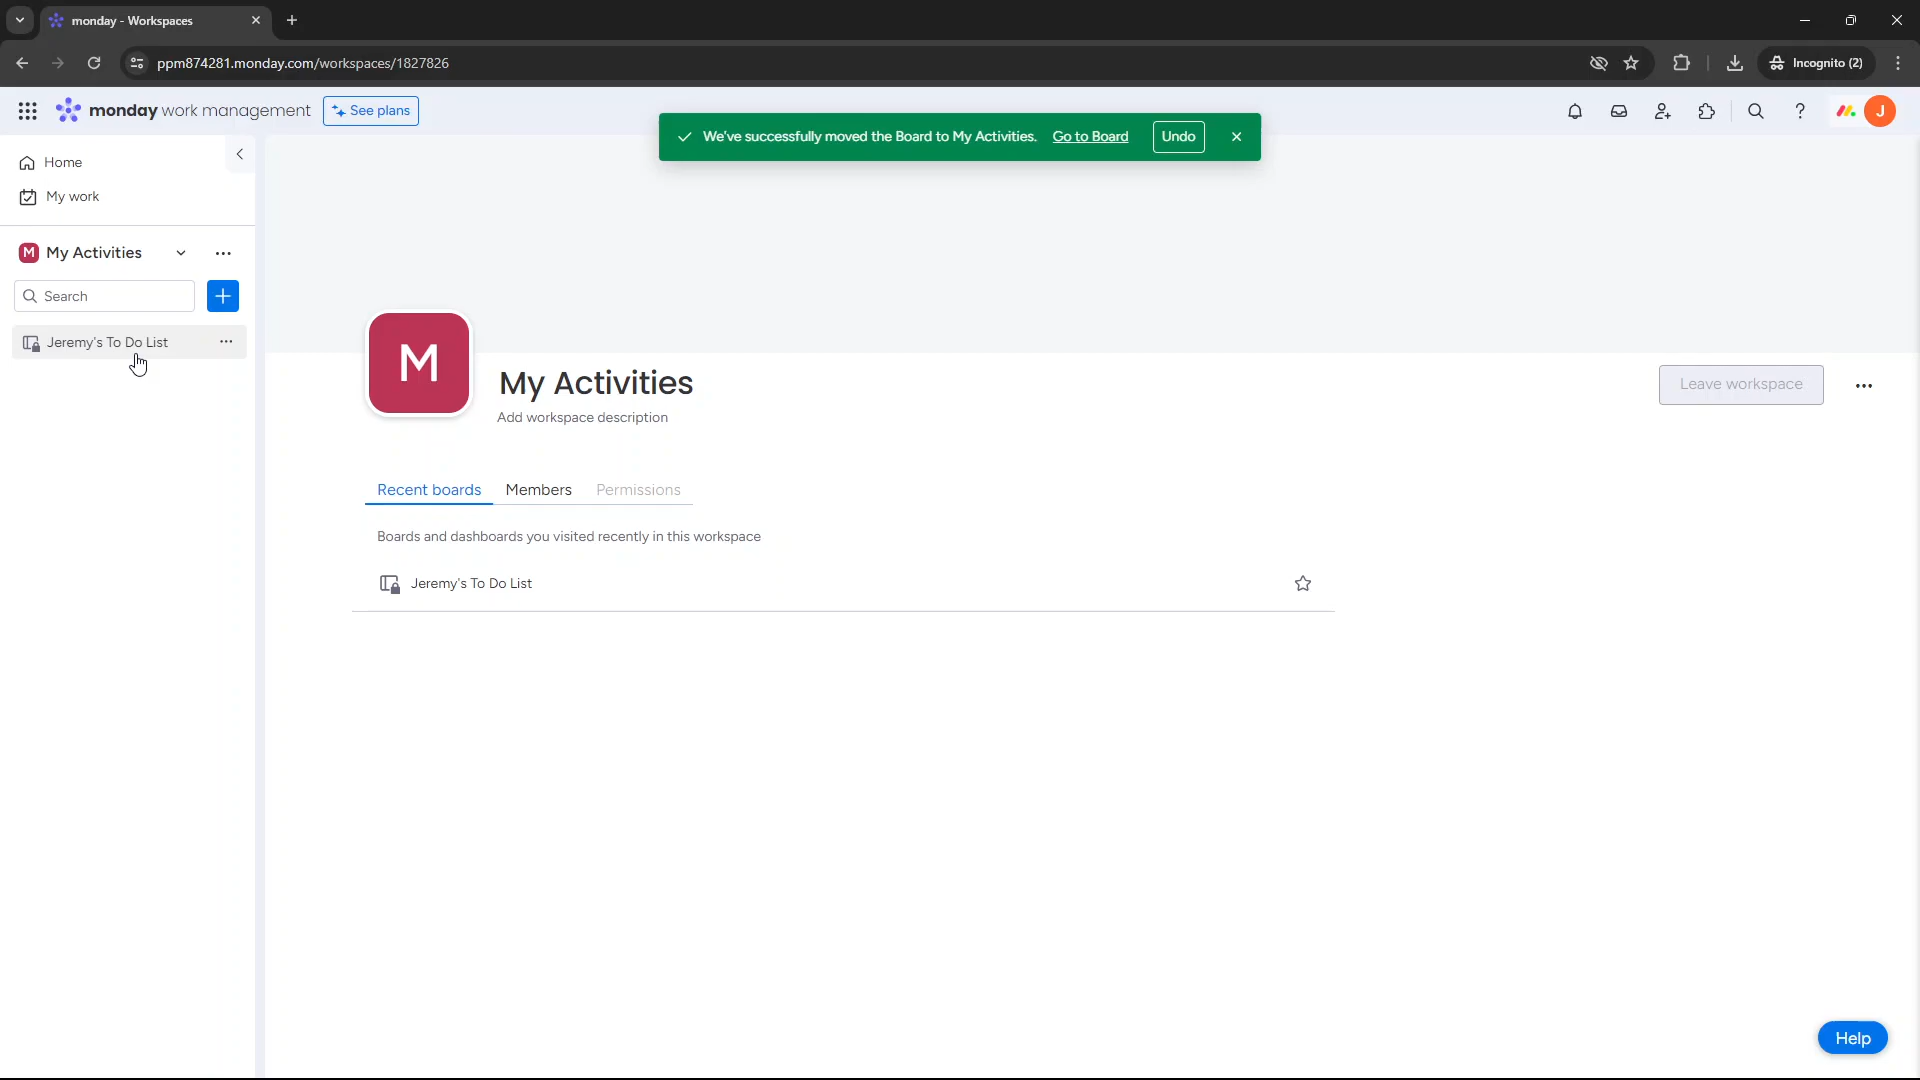 monday - Workspaces
ppm874281.monday.com/workspaces/1827826
Incognito (2)
monday work management
See plans
We've successfully moved the Board to My Activities. Go to Board Undo
J
Home
My work
M My Activities
Search
Jeremy's To Do List
M
My Activities
Add workspace description
Leave workspace
Recent boards Members Permissions
Boards and dashboards you visited recently in this workspace
Jeremy's To Do List
Help